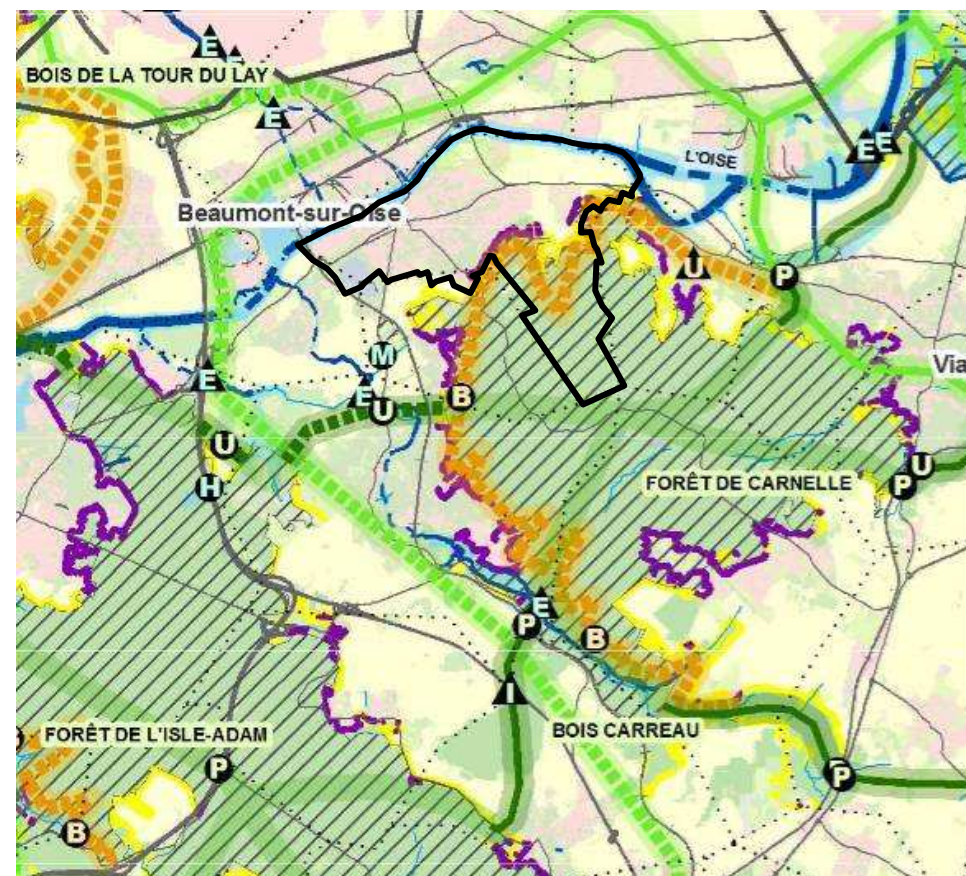 E
E
BOIS DE LA TOUR DU LAY
E
E
E
L'OISE
Beaumont-sur-Oise
U
P
M
Via
E
E
U
B
U
U
H
P
FORÊT DE CARNELLE
E
P
B
I
BOIS CARREAU
FORÊT DE L'ISLE-ADAM
P
P
B